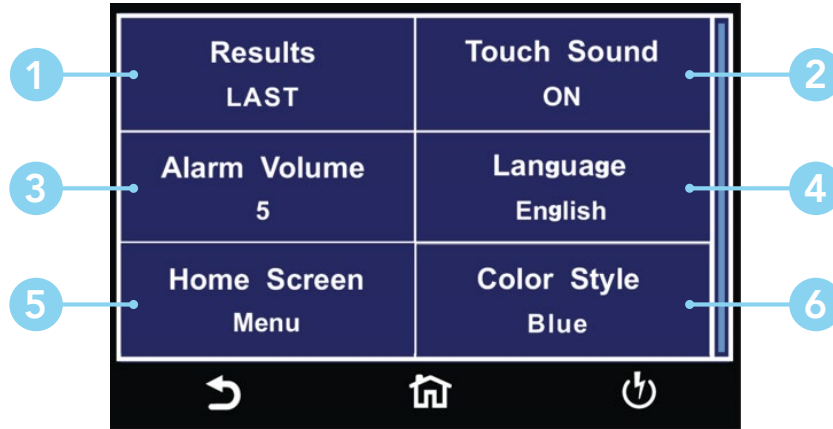 Results
LAST
Touch Sound
ON
1
2
Alarm Volume
5
Language
English
3
4
Home Screen
Menu
Color Style
Blue
5
6